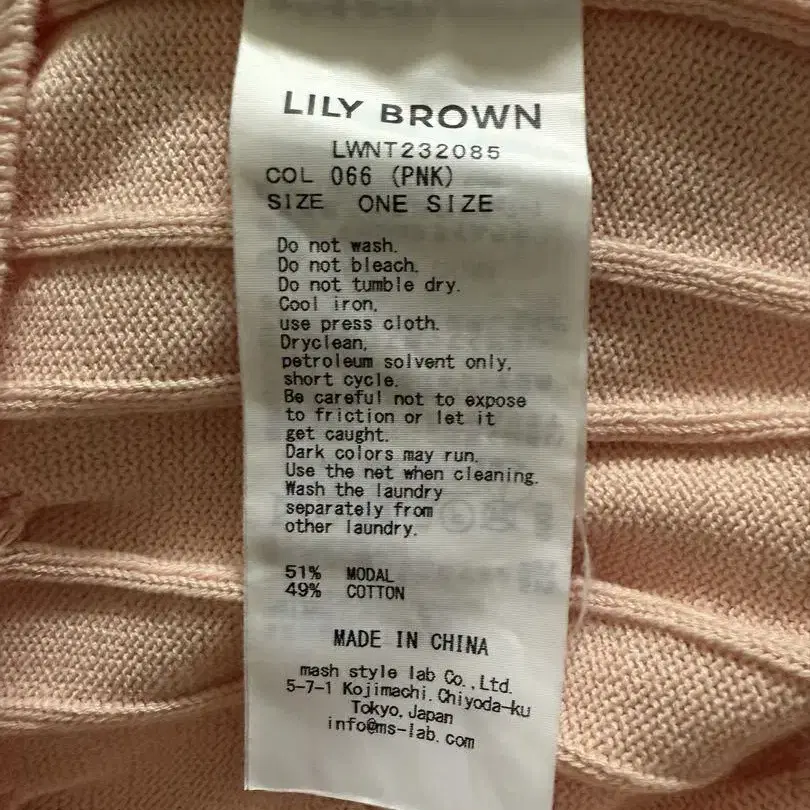 LILY BROWN
LWNT232085
COL 066 (PNK)
SIZE ONE SIZE
Do not wash.
Do not bleach.
Do not tumble dry.
Cool iron,
use press cloth.
Dryclean,
petroleum solvent only,
short cycle.
Be careful not to expose
to friction or let it
get caught.
Dark colors may run.
Use the net when cleaning.
Wash the laundry
separately from
other laundry.
51% MODAL
49% COTTON
MADE IN CHINA
mash style lab Co.,Ltd.
5-7-1 Kojimachi,Chiyoda-ku
Tokyo,Japan
info@ms-lab.com